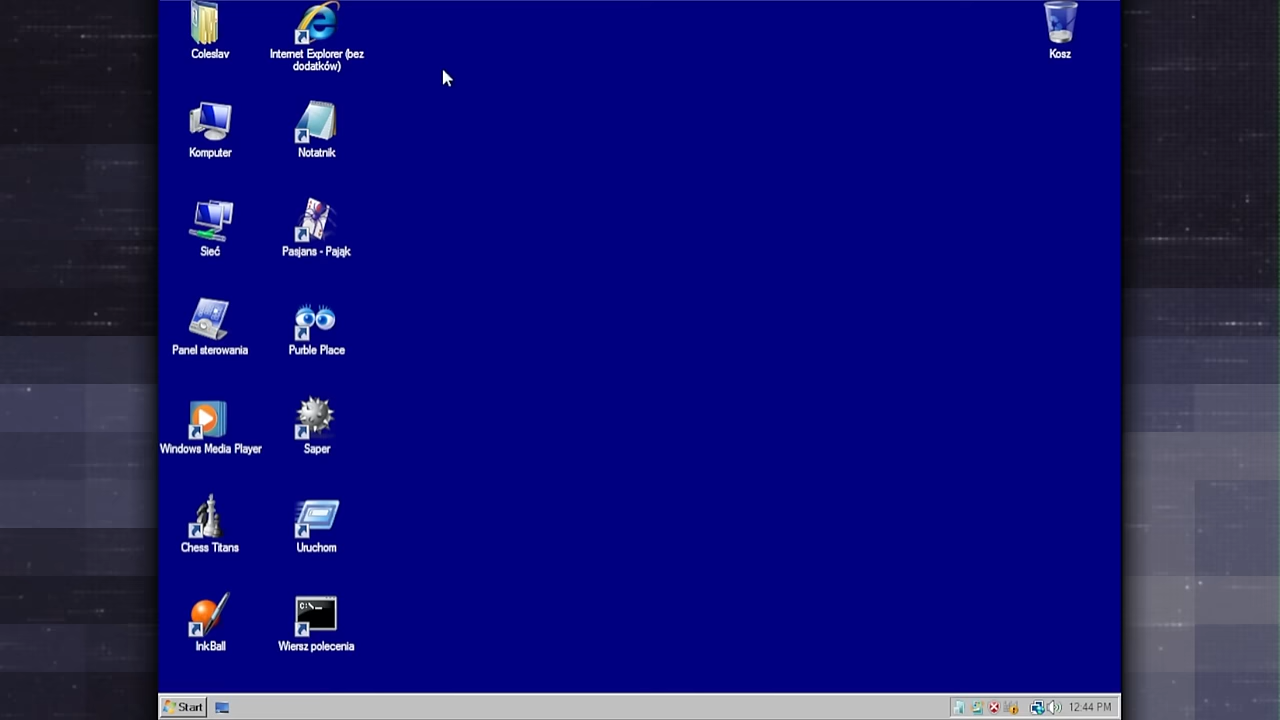 Coleslav
Internet Explorer (bez
dodatków)
Kosz
Komputer
Notatnik
Sieć
Pasjans - Pająk
Panel sterowania
Purble Place
Windows Media Player
Saper
Chess Titans
Uruchom
InkBall
C:\._
Wiersz polecenia
Start
12:44 PM